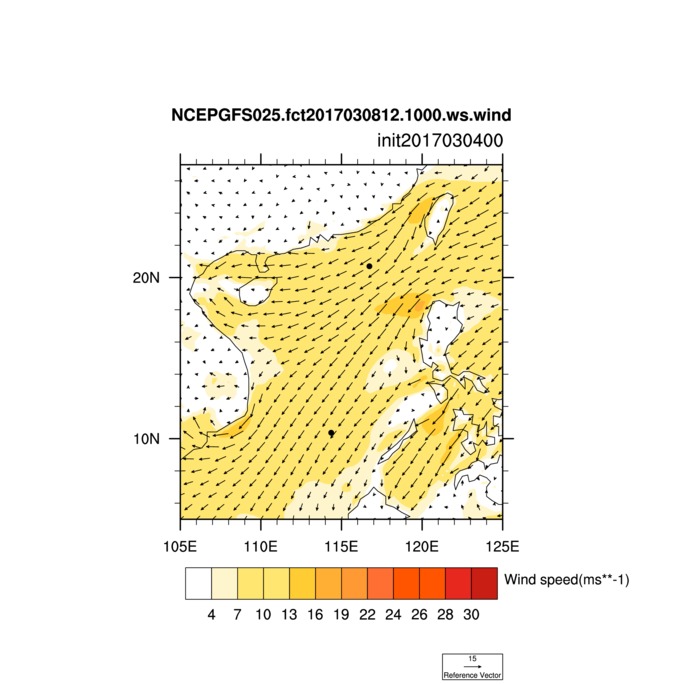 NCEPGFS025.fct2017030812.1000.ws.wind
init2017030400
20N
10N
105E 110E 115E 120E 125E
Wind speed(ms**-1)
4 7 10 13 16 19 22 24 26 28 30
15
Reference Vector